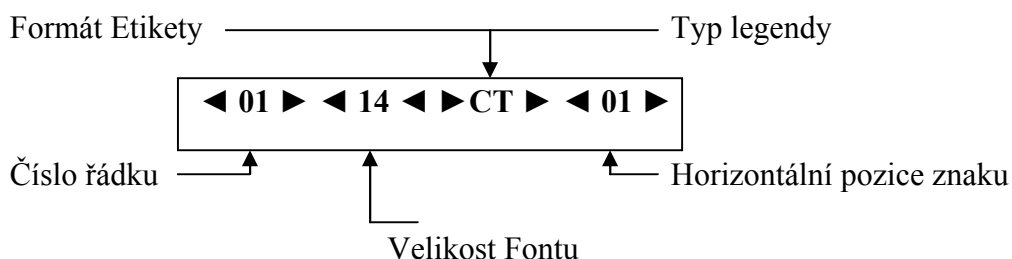 Formát Etikety Typ legendy
◄ 01 ► ◄ 14 ◄ ►CT ► ◄ 01 ►
Číslo řádku Horizontální pozice znaku
Velikost Fontu